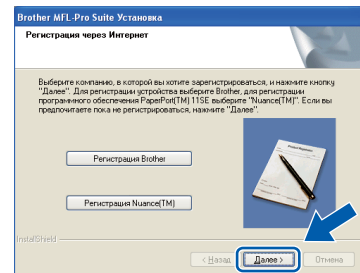 Brother MFL-Pro Suite Установка
Регистрация через Интернет
Выберите компанию, в которой вы хотите зарегистрироваться, и нажмите кнопку
"Далее". Для регистрации устройства выберите Brother, для регистрации
программного обеспечения PaperPort(TM) 11SE выберите "Nuance(TM)". Если вы
предпочитаете пока не регистрироваться, нажмите "Далее".
Регистрация Brother
Регистрация Nuance(TM)
InstallShield
< Назад
Далее >
Отмена